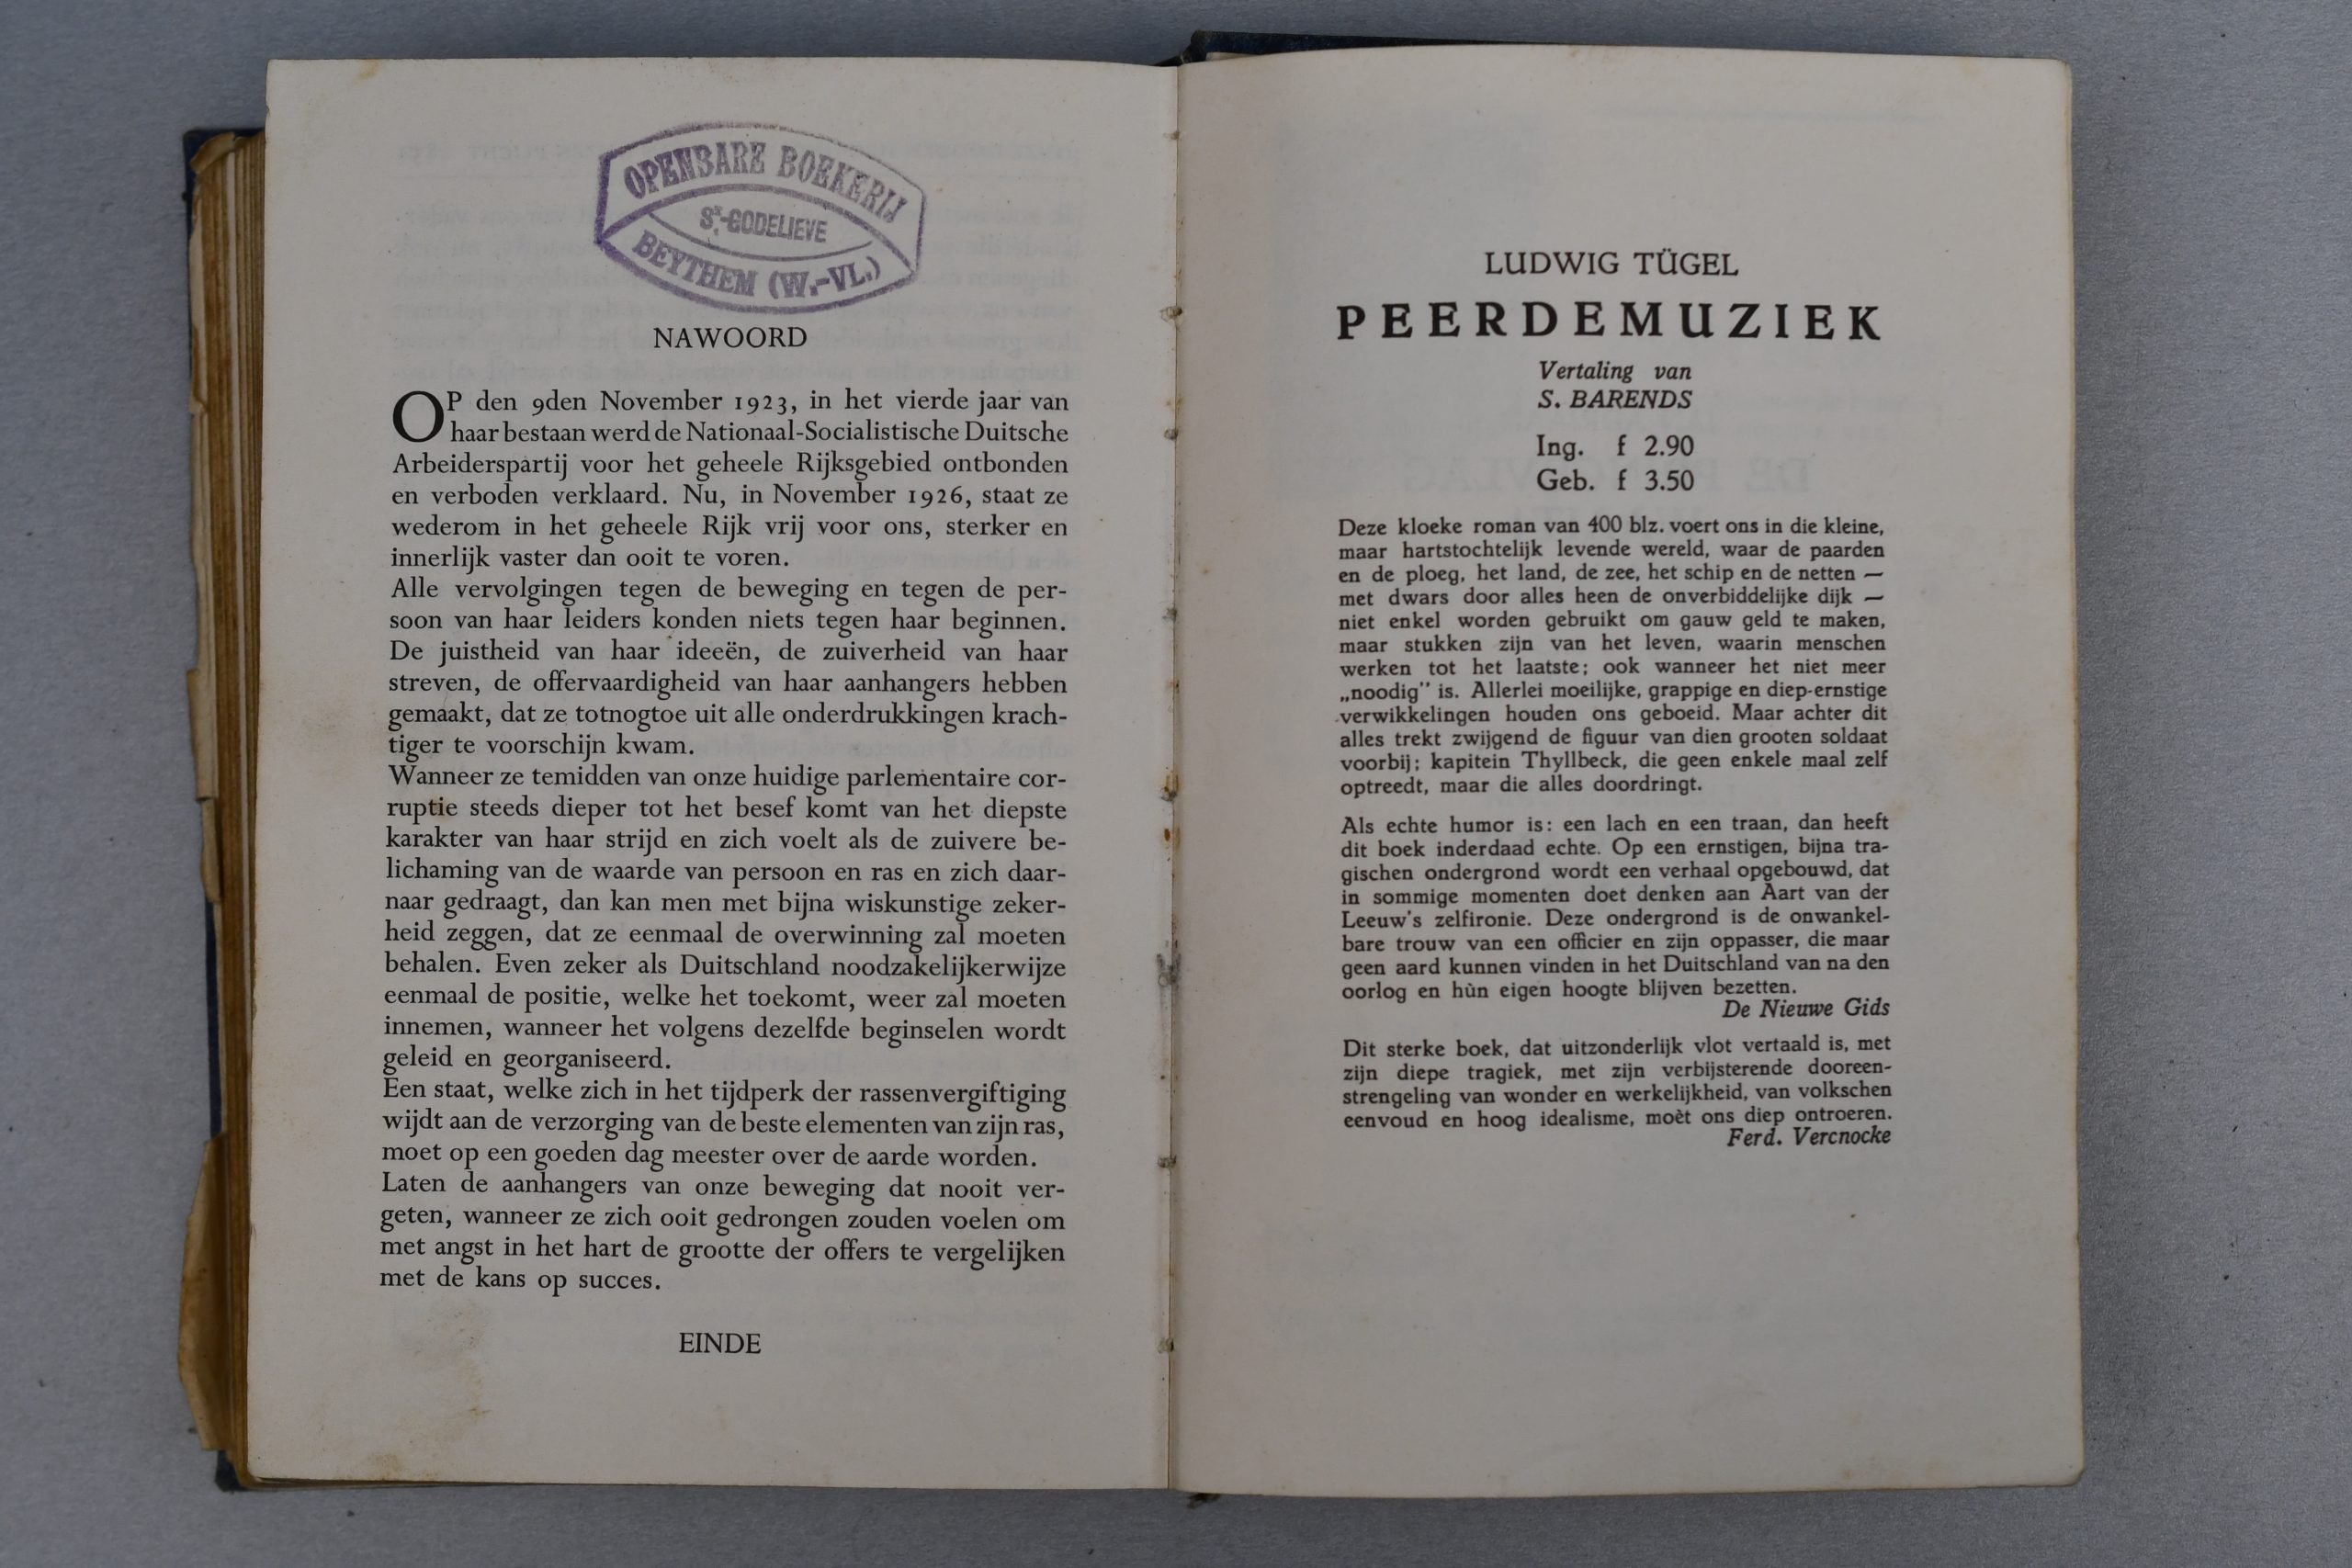 OPENBARE BOEKERIJ
St-GODELIEVE
BEYTHEM (W.-VL.)
NAWOORD
OP den 9den November 1923, in het vierde jaar van
haar bestaan werd de Nationaal-Socialistische Duitsche
Arbeiderspartij voor het geheele Rijksgebied ontbonden
en verboden verklaard. Nu, in November 1926, staat ze
wederom in het geheele Rijk vrij voor ons, sterker en
innerlijk vaster dan ooit te voren.
Alle vervolgingen tegen de beweging en tegen de per-
soon van haar leiders konden niets tegen haar beginnen.
De juistheid van haar ideeën, de zuiverheid van haar
streven, de offervaardigheid van haar aanhangers hebben
gemaakt, dat ze totnogtoe uit alle onderdrukkingen krach-
tiger te voorschijn kwam.
Wanneer ze temidden van onze huidige parlementaire cor-
ruptie steeds dieper tot het besef komt van het diepste
karakter van haar strijd en zich voelt als de zuivere be-
lichaming van de waarde van persoon en ras en zich daar-
naar gedraagt, dan kan men met bijna wiskunstige zeker-
heid zeggen, dat ze eenmaal de overwinning zal moeten
behalen. Even zeker als Duitschland noodzakelijkerwijze
eenmaal de positie, welke het toekomt, weer zal moeten
innemen, wanneer het volgens dezelfde beginselen wordt
geleid en georganiseerd.
Een staat, welke zich in het tijdperk der rassenvergiftiging
wijdt aan de verzorging van de beste elementen van zijn ras,
moet op een goeden dag meester over de aarde worden.
Laten de aanhangers van onze beweging dat nooit ver-
geten, wanneer ze zich ooit gedrongen zouden voelen om
met angst in het hart de grootte der offers te vergelijken
met de kans op succes.
EINDE
LUDWIG TÜGEL
PEERDEMUZIEK
Vertaling van
S. BARENDS
Ing. f 2.90
Geb. f 3.50
Deze kloeke roman van 400 blz. voert ons in die kleine,
maar hartstochtelijk levende wereld, waar de paarden
en de ploeg, het land, de zee, het schip en de netten —
met dwars door alles heen de onverbiddelijke dijk —
niet enkel worden gebruikt om gauw geld te maken,
maar stukken zijn van het leven, waarin menschen
werken tot het laatste; ook wanneer het niet meer
„noodig" is. Allerlei moeilijke, grappige en diep-ernstige
verwikkelingen houden ons geboeid. Maar achter dit
alles trekt zwijgend de figuur van dien grooten soldaat
voorbij; kapitein Thyllbeck, die geen enkele maal zelf
optreedt, maar die alles doordringt.
Als echte humor is: een lach en een traan, dan heeft
dit boek inderdaad echte. Op een ernstigen, bijna tra-
gischen ondergrond wordt een verhaal opgebouwd, dat
in sommige momenten doet denken aan Aart van der
Leeuw's zelfironie. Deze ondergrond is de onwankel-
bare trouw van een officier en zijn oppasser, die maar
geen aard kunnen vinden in het Duitschland van na den
oorlog en hùn eigen hoogte blijven bezetten.
De Nieuwe Gids
Dit sterke boek, dat uitzonderlijk vlot vertaald is, met
zijn diepe tragiek, met zijn verbijsterende dooreen-
strengeling van wonder en werkelijkheid, van volkschen
eenvoud en hoog idealisme, moèt ons diep ontroeren.
Ferd. Vercnocke